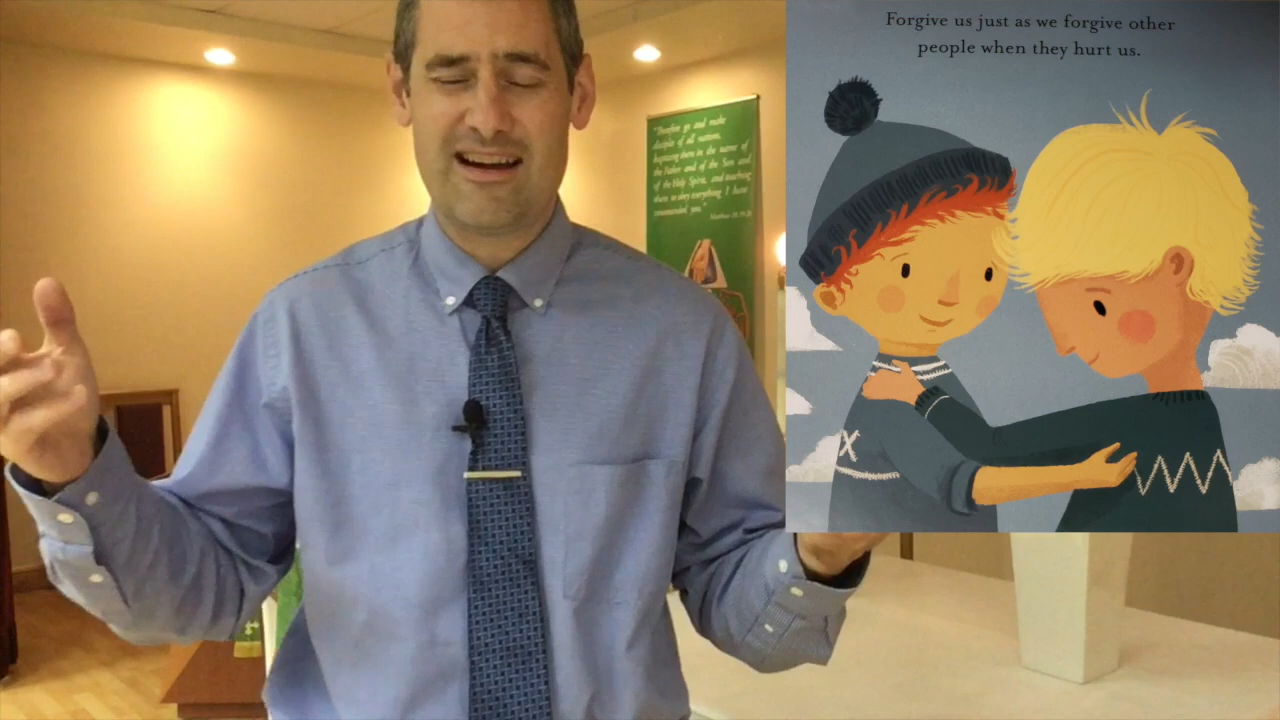 Forgive us just as we forgive other
people when they hurt us.
"Therefore go and make
disciples of all nations,
baptizing them in the name of
the Father and of the Son and
of the Holy Spirit, and teaching
them to obey everything I have
commanded you."
Matthew 28:19-20